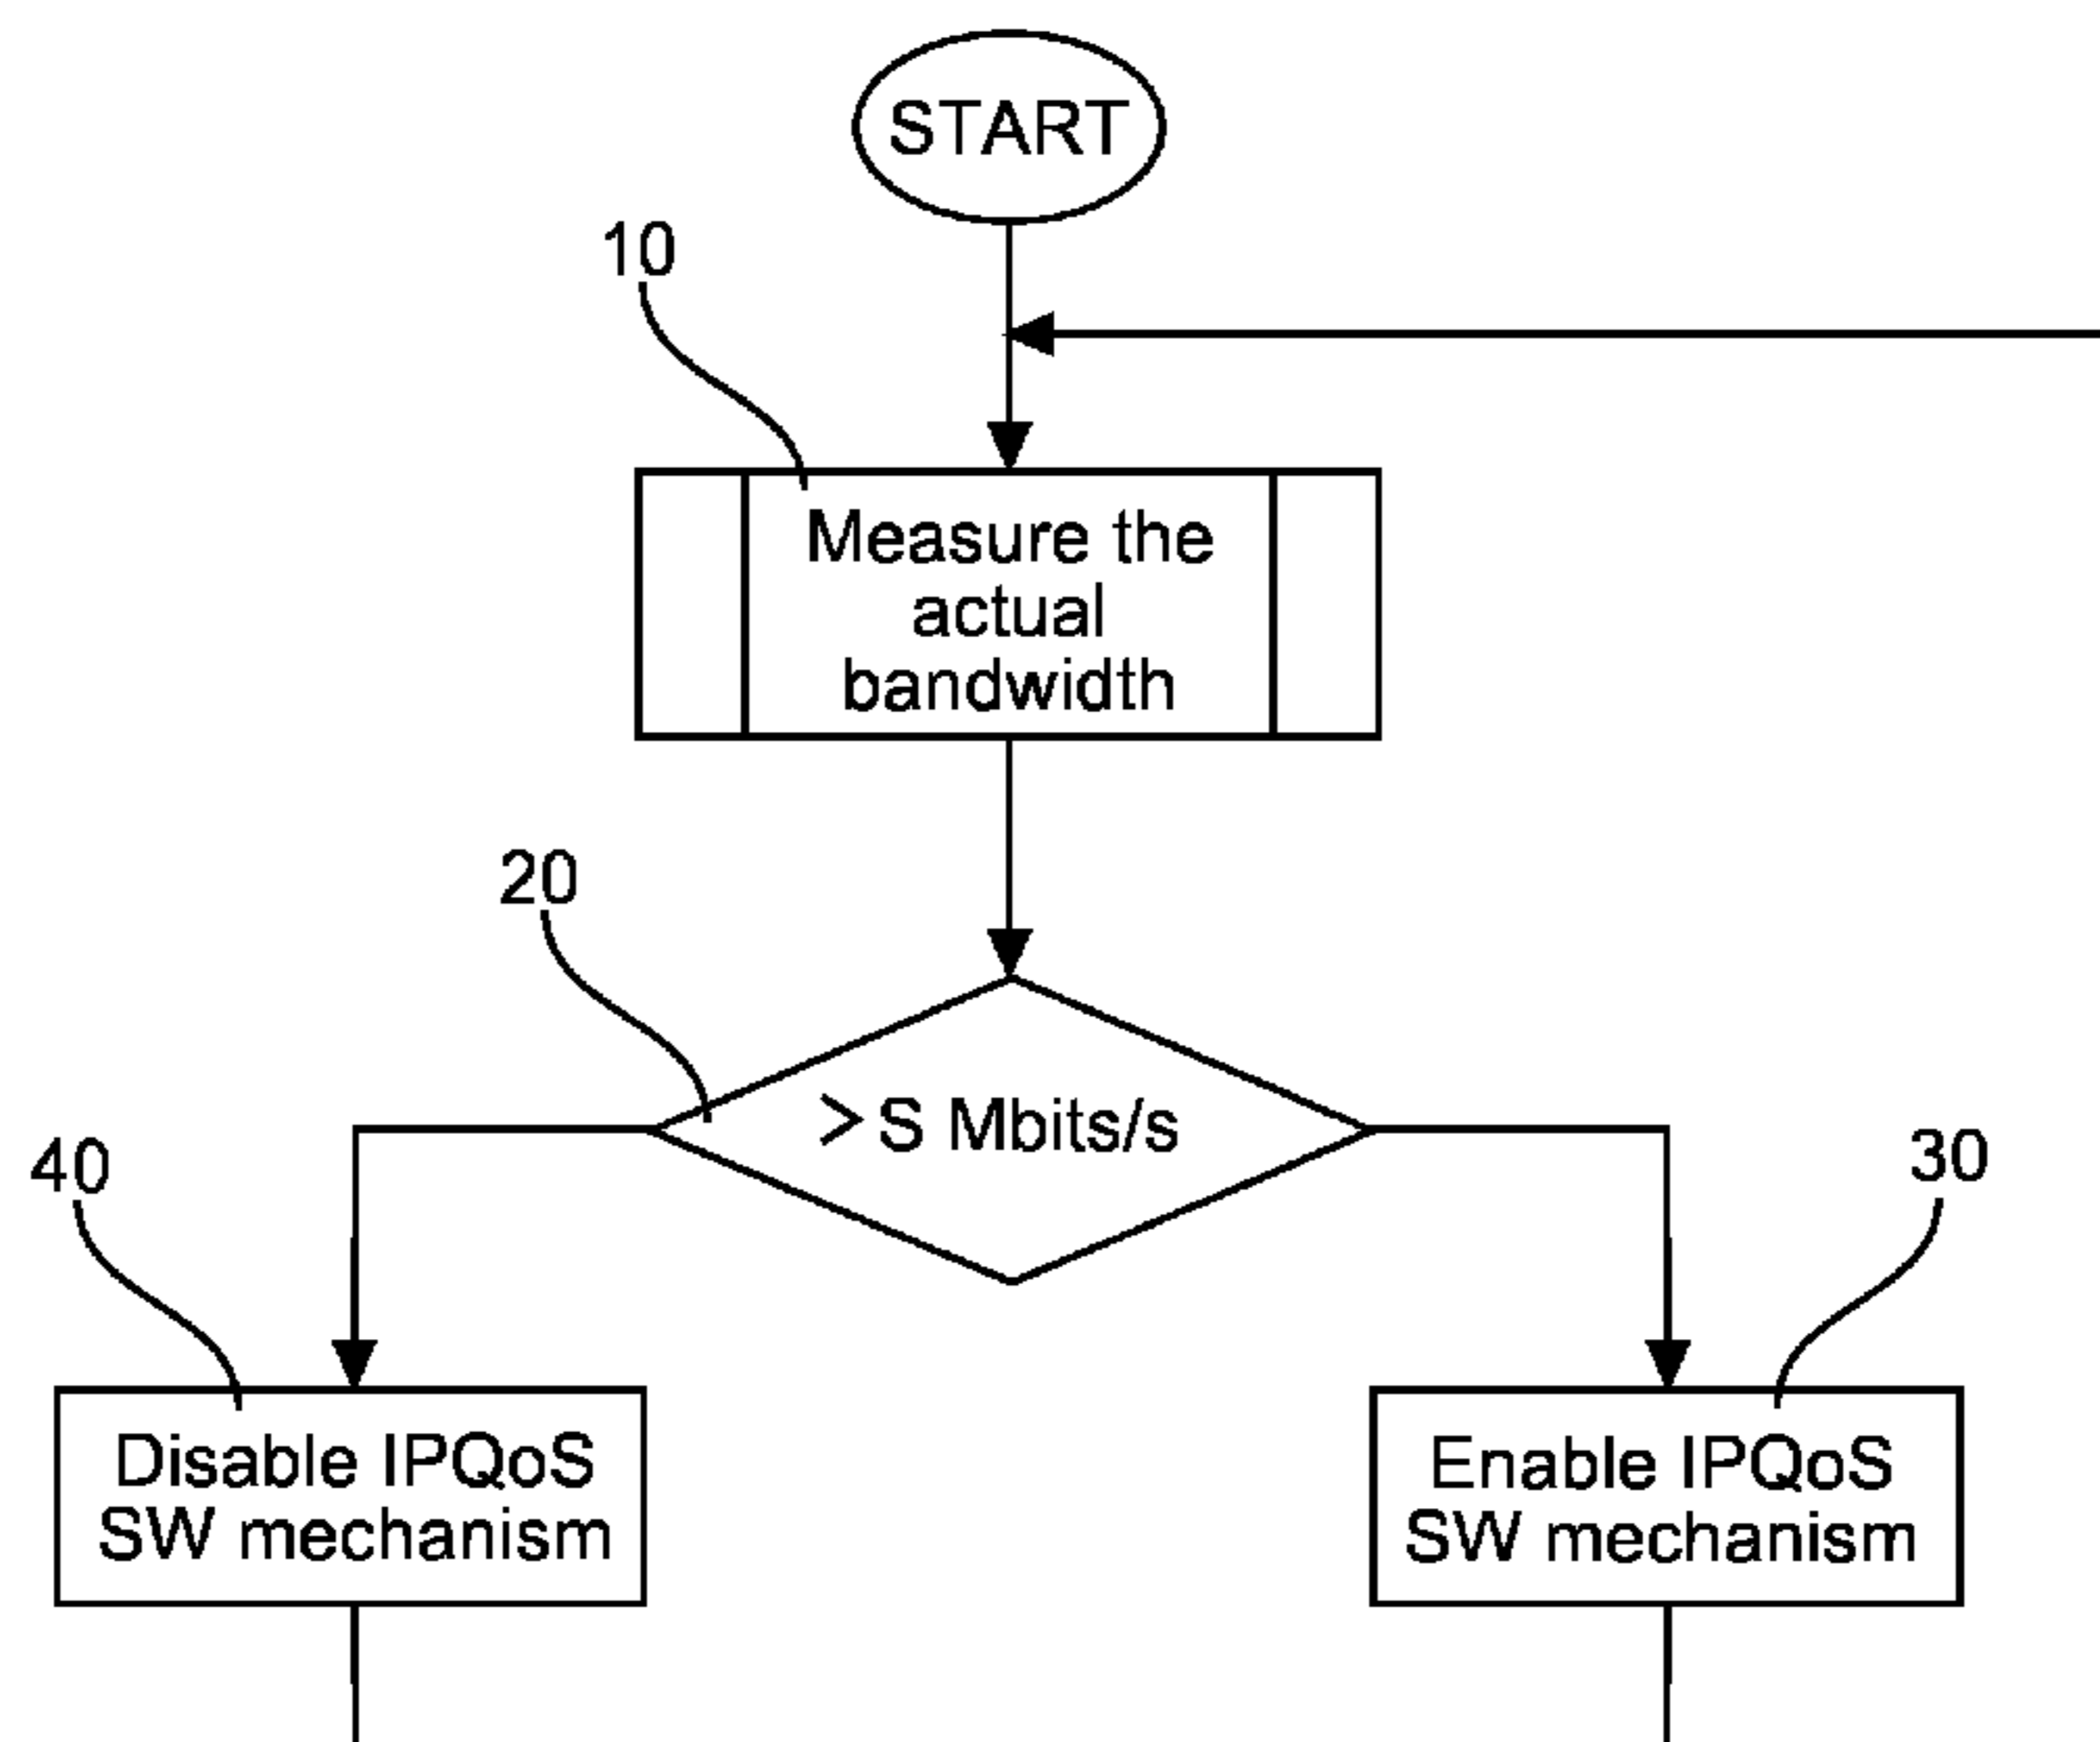 START
10
Measure the
actual
bandwidth
20
> S Mbits/s
40
30
Disable IPQoS
SW mechanism
Enable IPQoS
SW mechanism